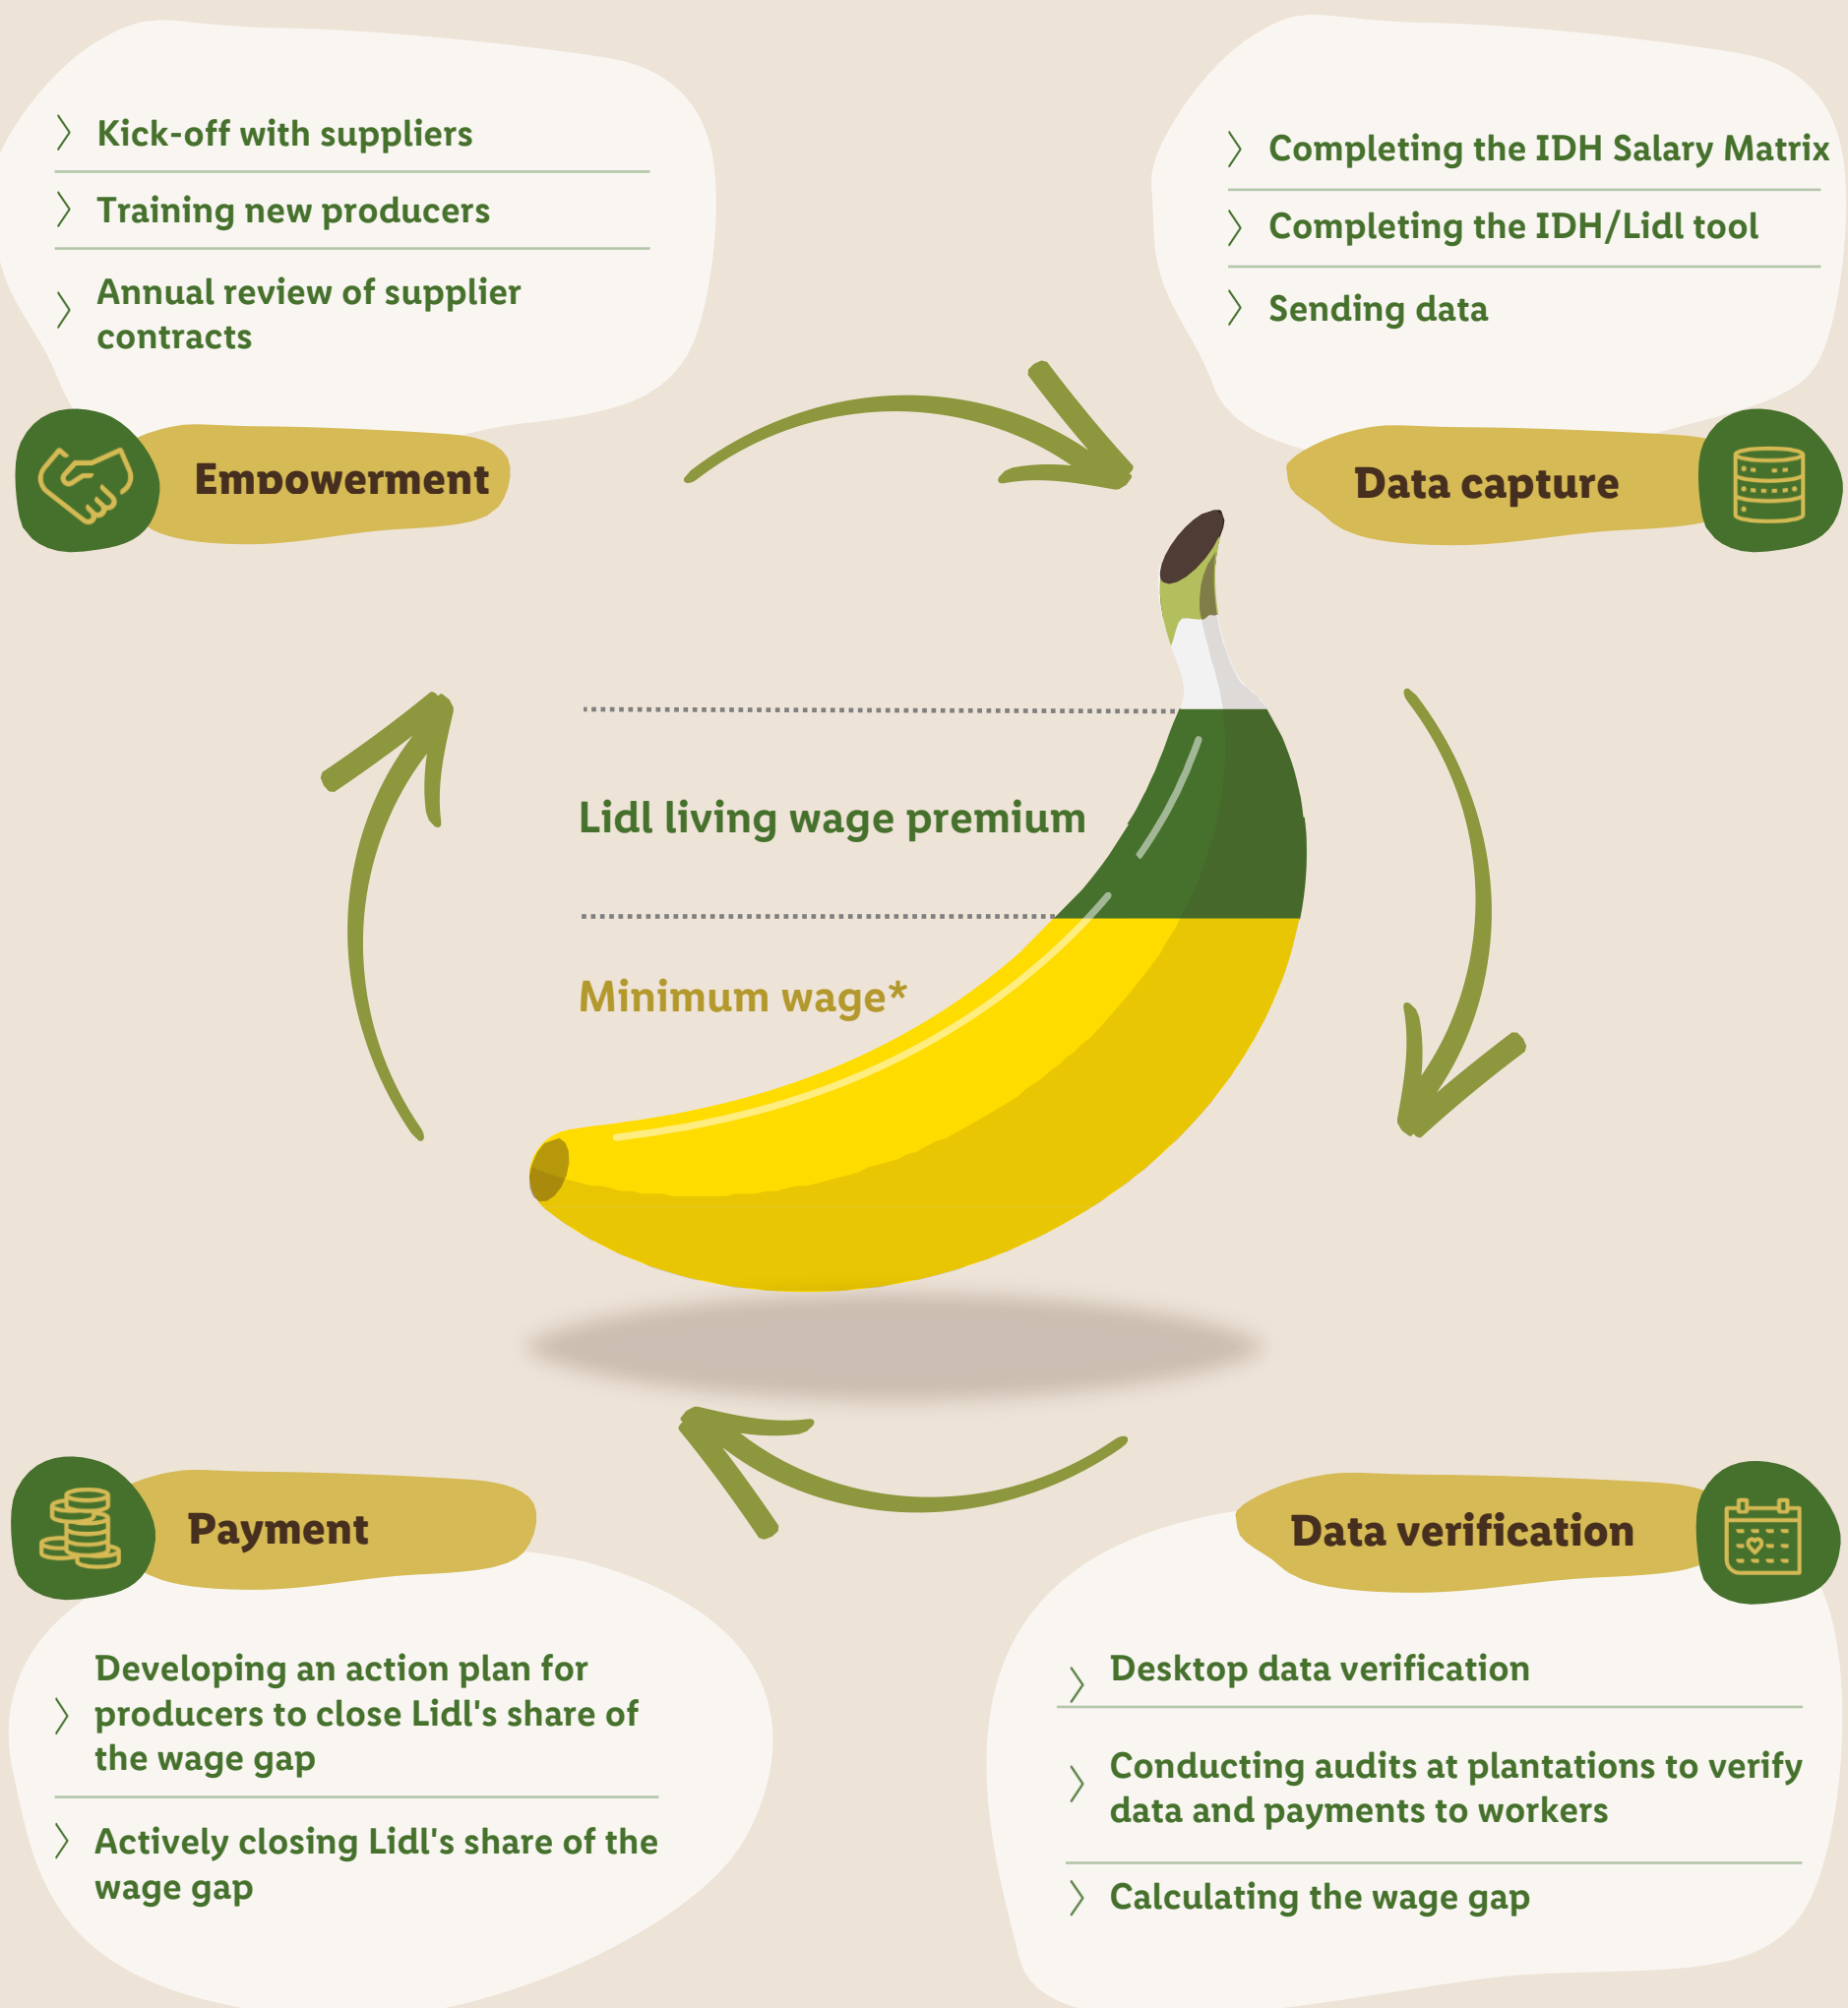 Kick-off with suppliers
Training new producers
Annual review of supplier
contracts
Empowerment
Completing the IDH Salary Matrix
Completing the IDH/Lidl tool
Sending data
Data capture
Lidl living wage premium
Minimum wage*
Payment
Developing an action plan for
producers to close Lidl's share of
the wage gap
Actively closing Lidl's share of the
wage gap
Data verification
Desktop data verification
Conducting audits at plantations to verify
data and payments to workers
Calculating the wage gap